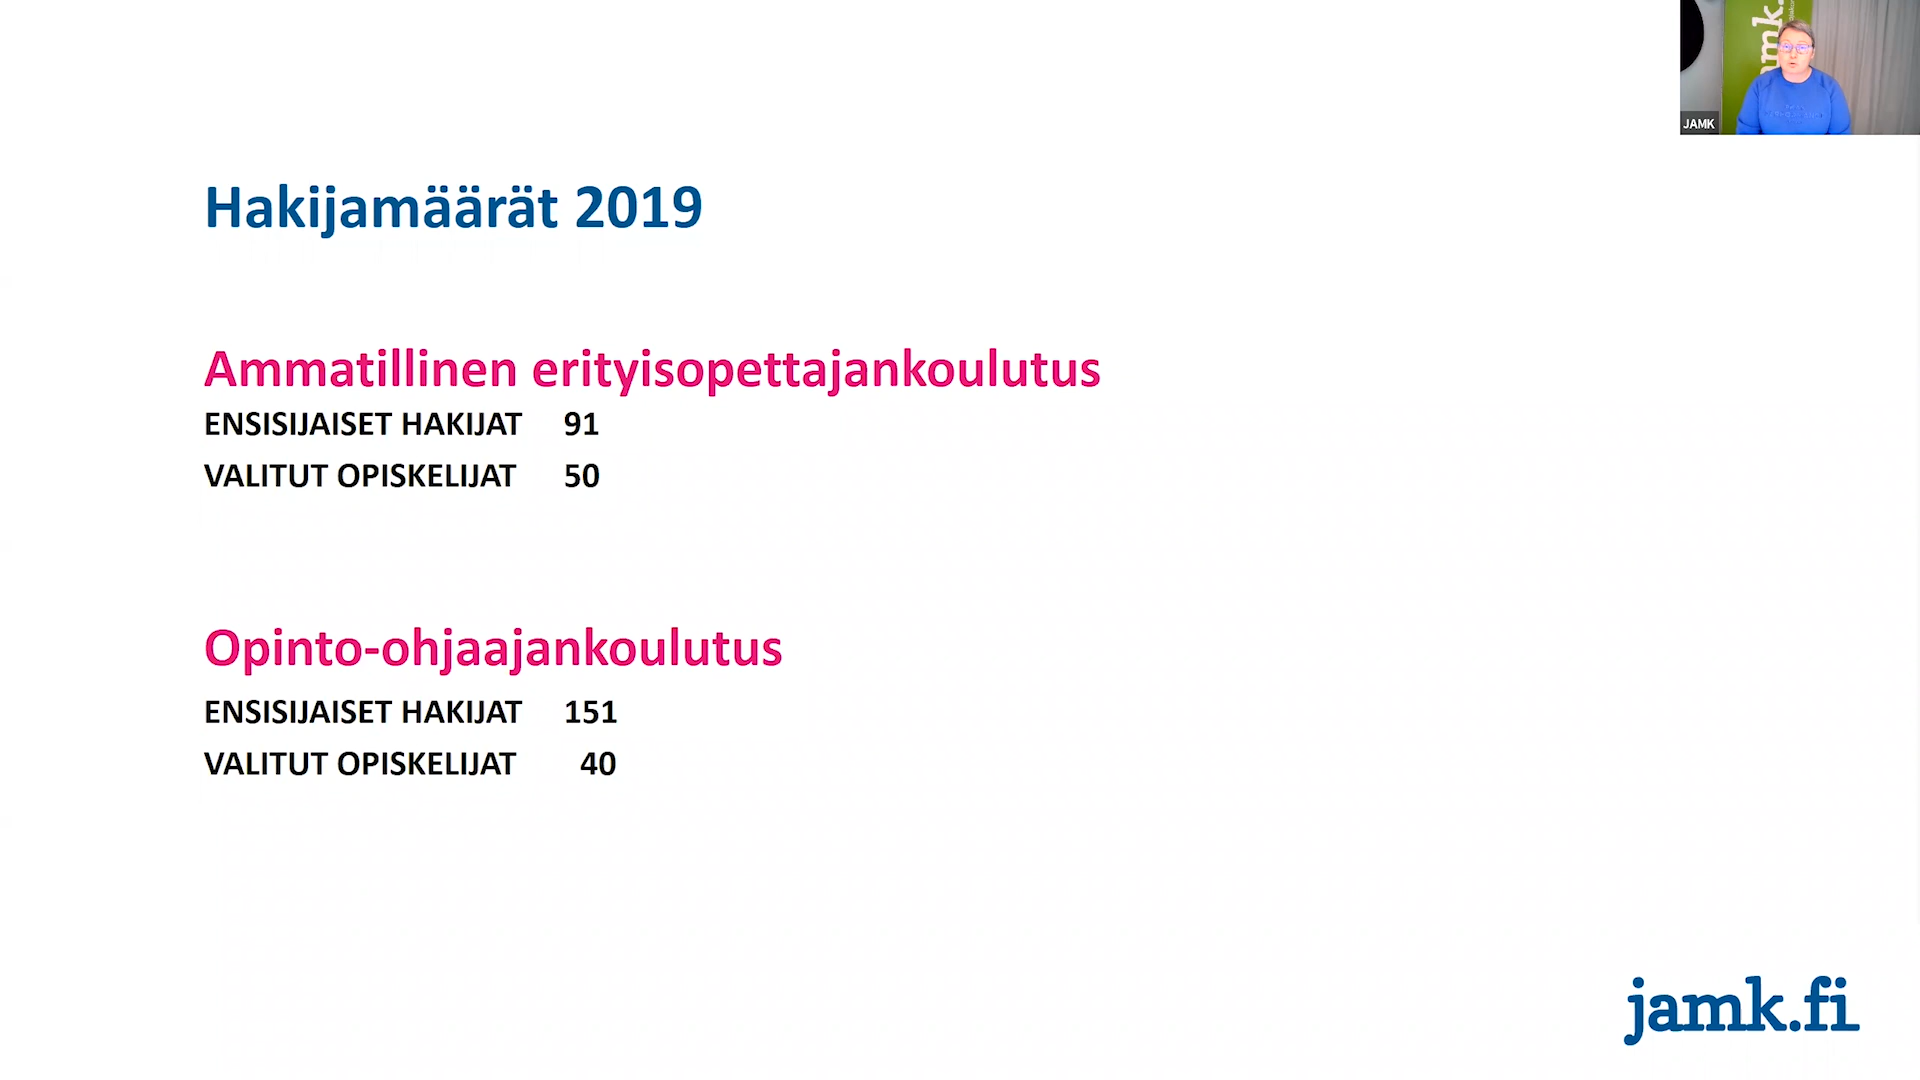 jamk.
JAMK
Hakijamäärät 2019
Ammatillinen erityisopettajankoulutus
ENSISIJAISET HAKIJAT 91
VALITUT OPISKELIJAT 50
Opinto-ohjaajankoulutus
ENSISIJAISET HAKIJAT 151
VALITUT OPISKELIJAT 40
jamk.fi